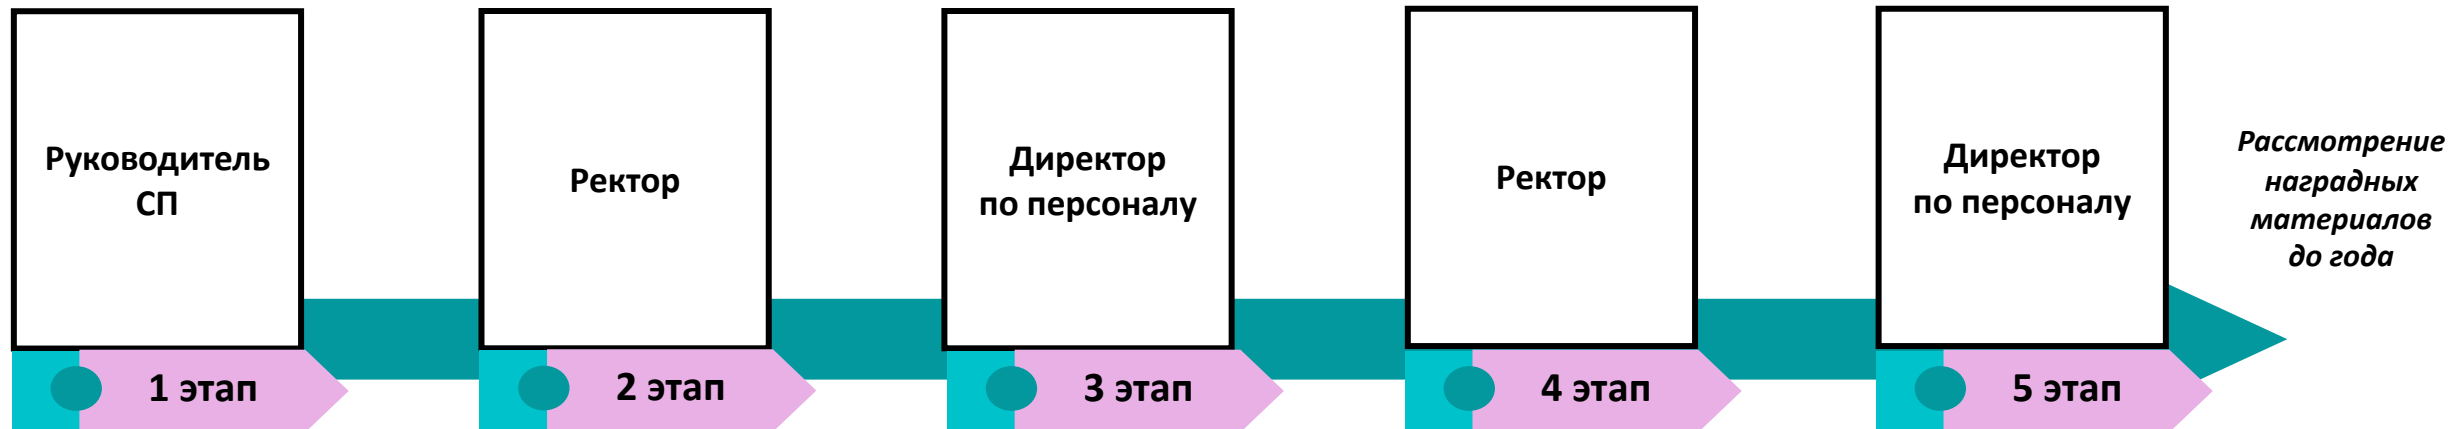 Руководитель
СП
1 этап
Ректор
2 этап
Директор
по персоналу
3 этап
Ректор
4 этап
Директор
по персоналу
5 этап
Рассмотрение
наградных
материалов
до года